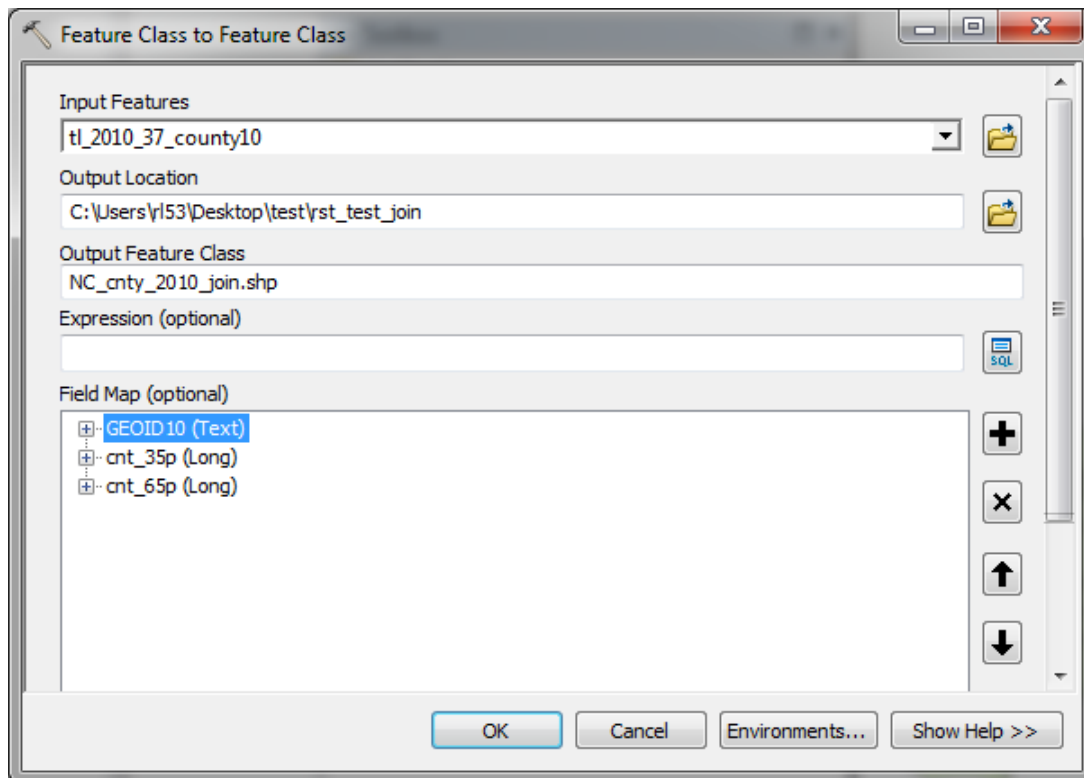 Feature Class to Feature Class
Input Features
tl_2010_37_county10
Output Location
C:\Users\rl53\Desktop\test\rst_test_join
Output Feature Class
NC_cnty_2010_join.shp
Expression (optional)
SQL
Field Map (optional)
GEOID10 (Text)
cnt_35p (Long)
cnt_65p (Long)
OK Cancel Environments... Show Help >>